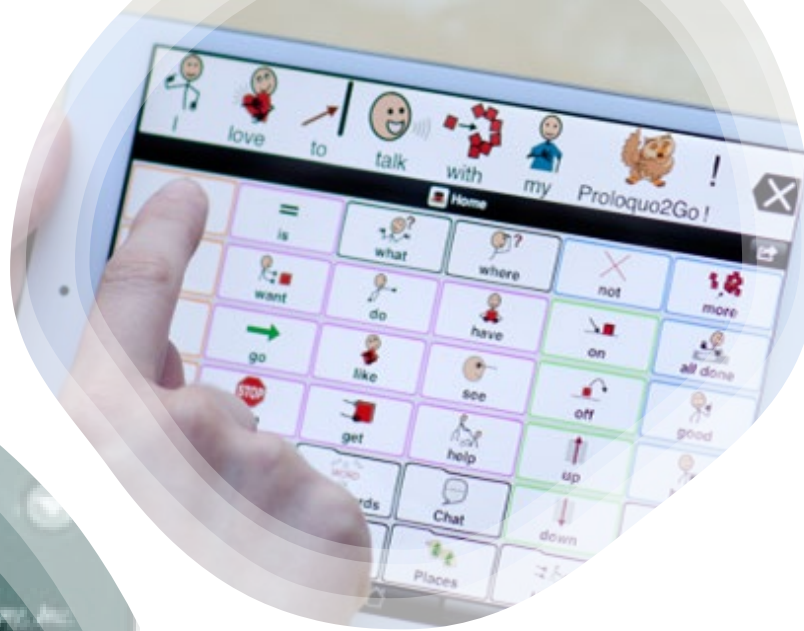 I love to talk with my Proloquo2Go !
Home
is what where not more
want do have on all done
go like see off good
STOP get help up
Chat down
Places